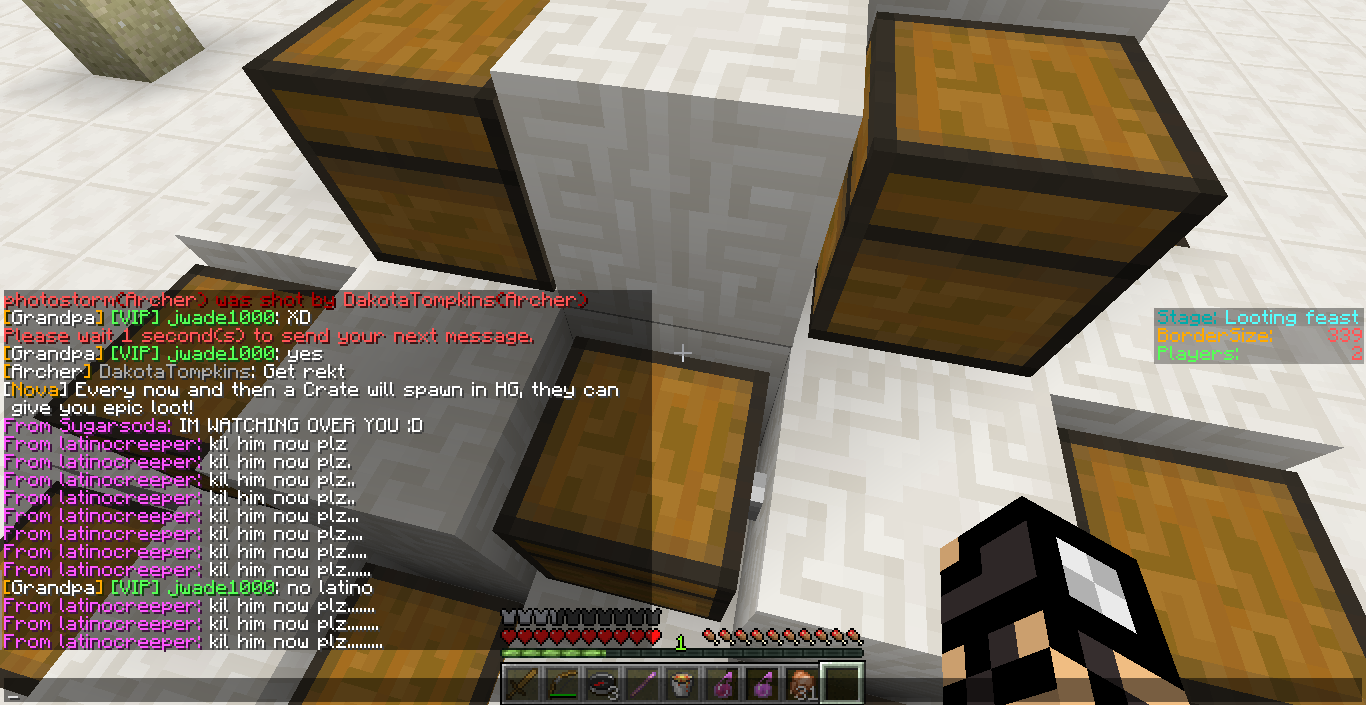 photostorm(Archer) was shot by DakotaTompkins(Archer)
[Grandpa] [VIP] jwade1000: XD
Please wait 1 second(s) to send your next message.
[Grandpa] [VIP] jwade1000: yes
[Archer] DakotaTompkins: Get rekt
[Nova] Every now and then a Crate will spawn in HG, they can
give you epic loot!
From Sugarsoda: IM WATCHING OVER YOU :D
From latinocreeper: kil him now plz
From latinocreeper: kil him now plz.
From latinocreeper: kil him now plz..
From latinocreeper: kil him now plz..
From latinocreeper: kil him now plz...
From latinocreeper: kil him now plz....
From latinocreeper: kil him now plz.....
From latinocreeper: kil him now plz......
[Grandpa] [VIP] jwade1000: no latino
From latinocreeper: kil him now plz.......
From latinocreeper: kil him now plz........
From latinocreeper: kil him now plz.........
Stage: Looting feast
BorderSize: 339
Players: 2
1
3
31